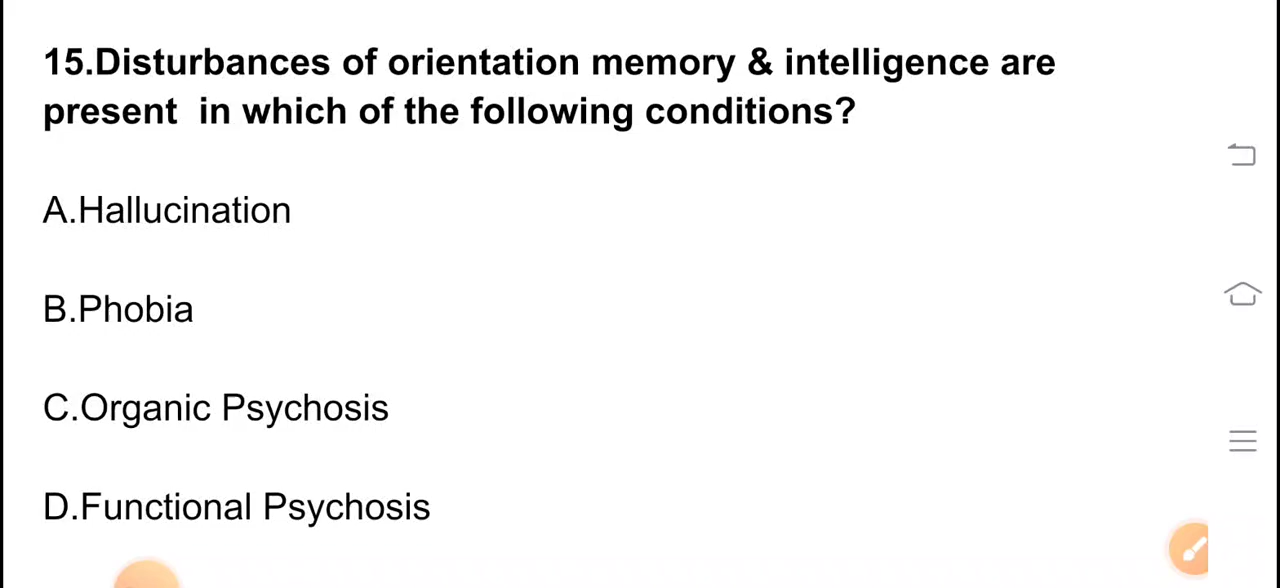 15.Disturbances of orientation memory & intelligence are
present  in which of the following conditions?
A.Hallucination
B.Phobia
C.Organic Psychosis
D.Functional Psychosis